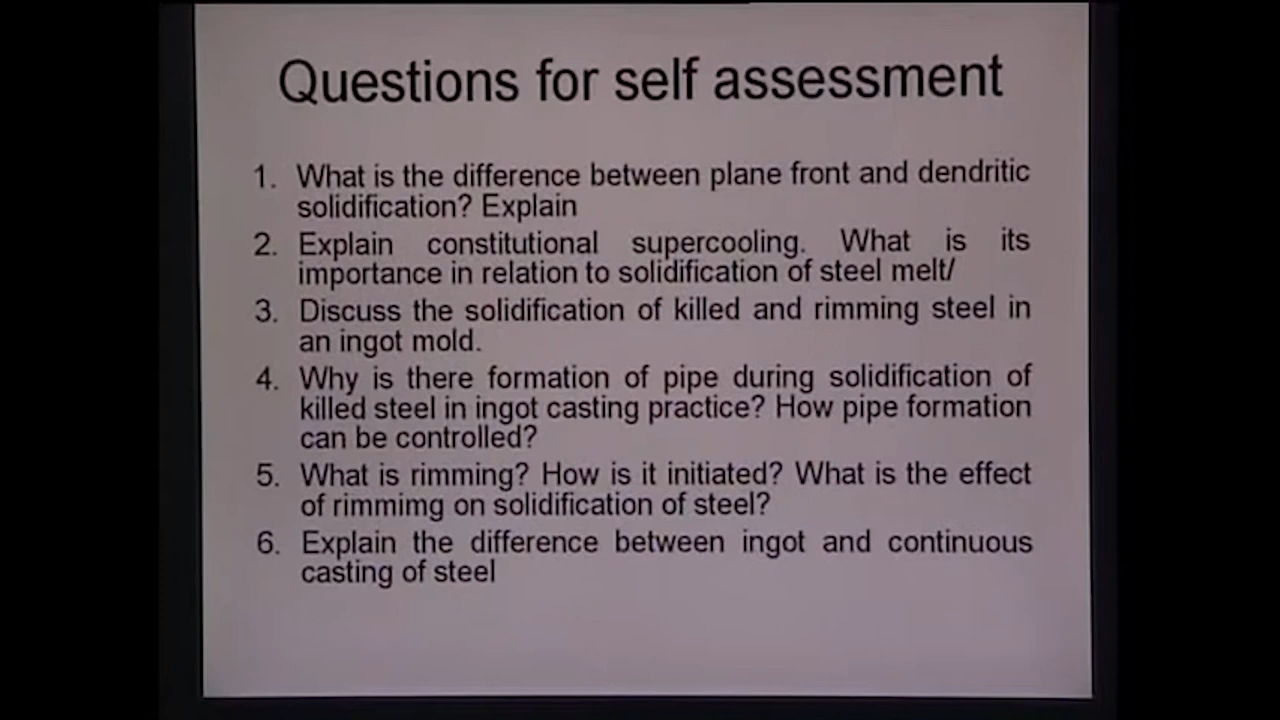 Questions for self assessment
1. What is the difference between plane front and dendritic
solidification? Explain
2. Explain constitutional supercooling. What is its
importance in relation to solidification of steel melt/
3. Discuss the solidification of killed and rimming steel in
an ingot mold.
4. Why is there formation of pipe during solidification of
killed steel in ingot casting practice? How pipe formation
can be controlled?
5. What is rimming? How is it initiated? What is the effect
of rimmimg on solidification of steel?
6. Explain the difference between ingot and continuous
casting of steel